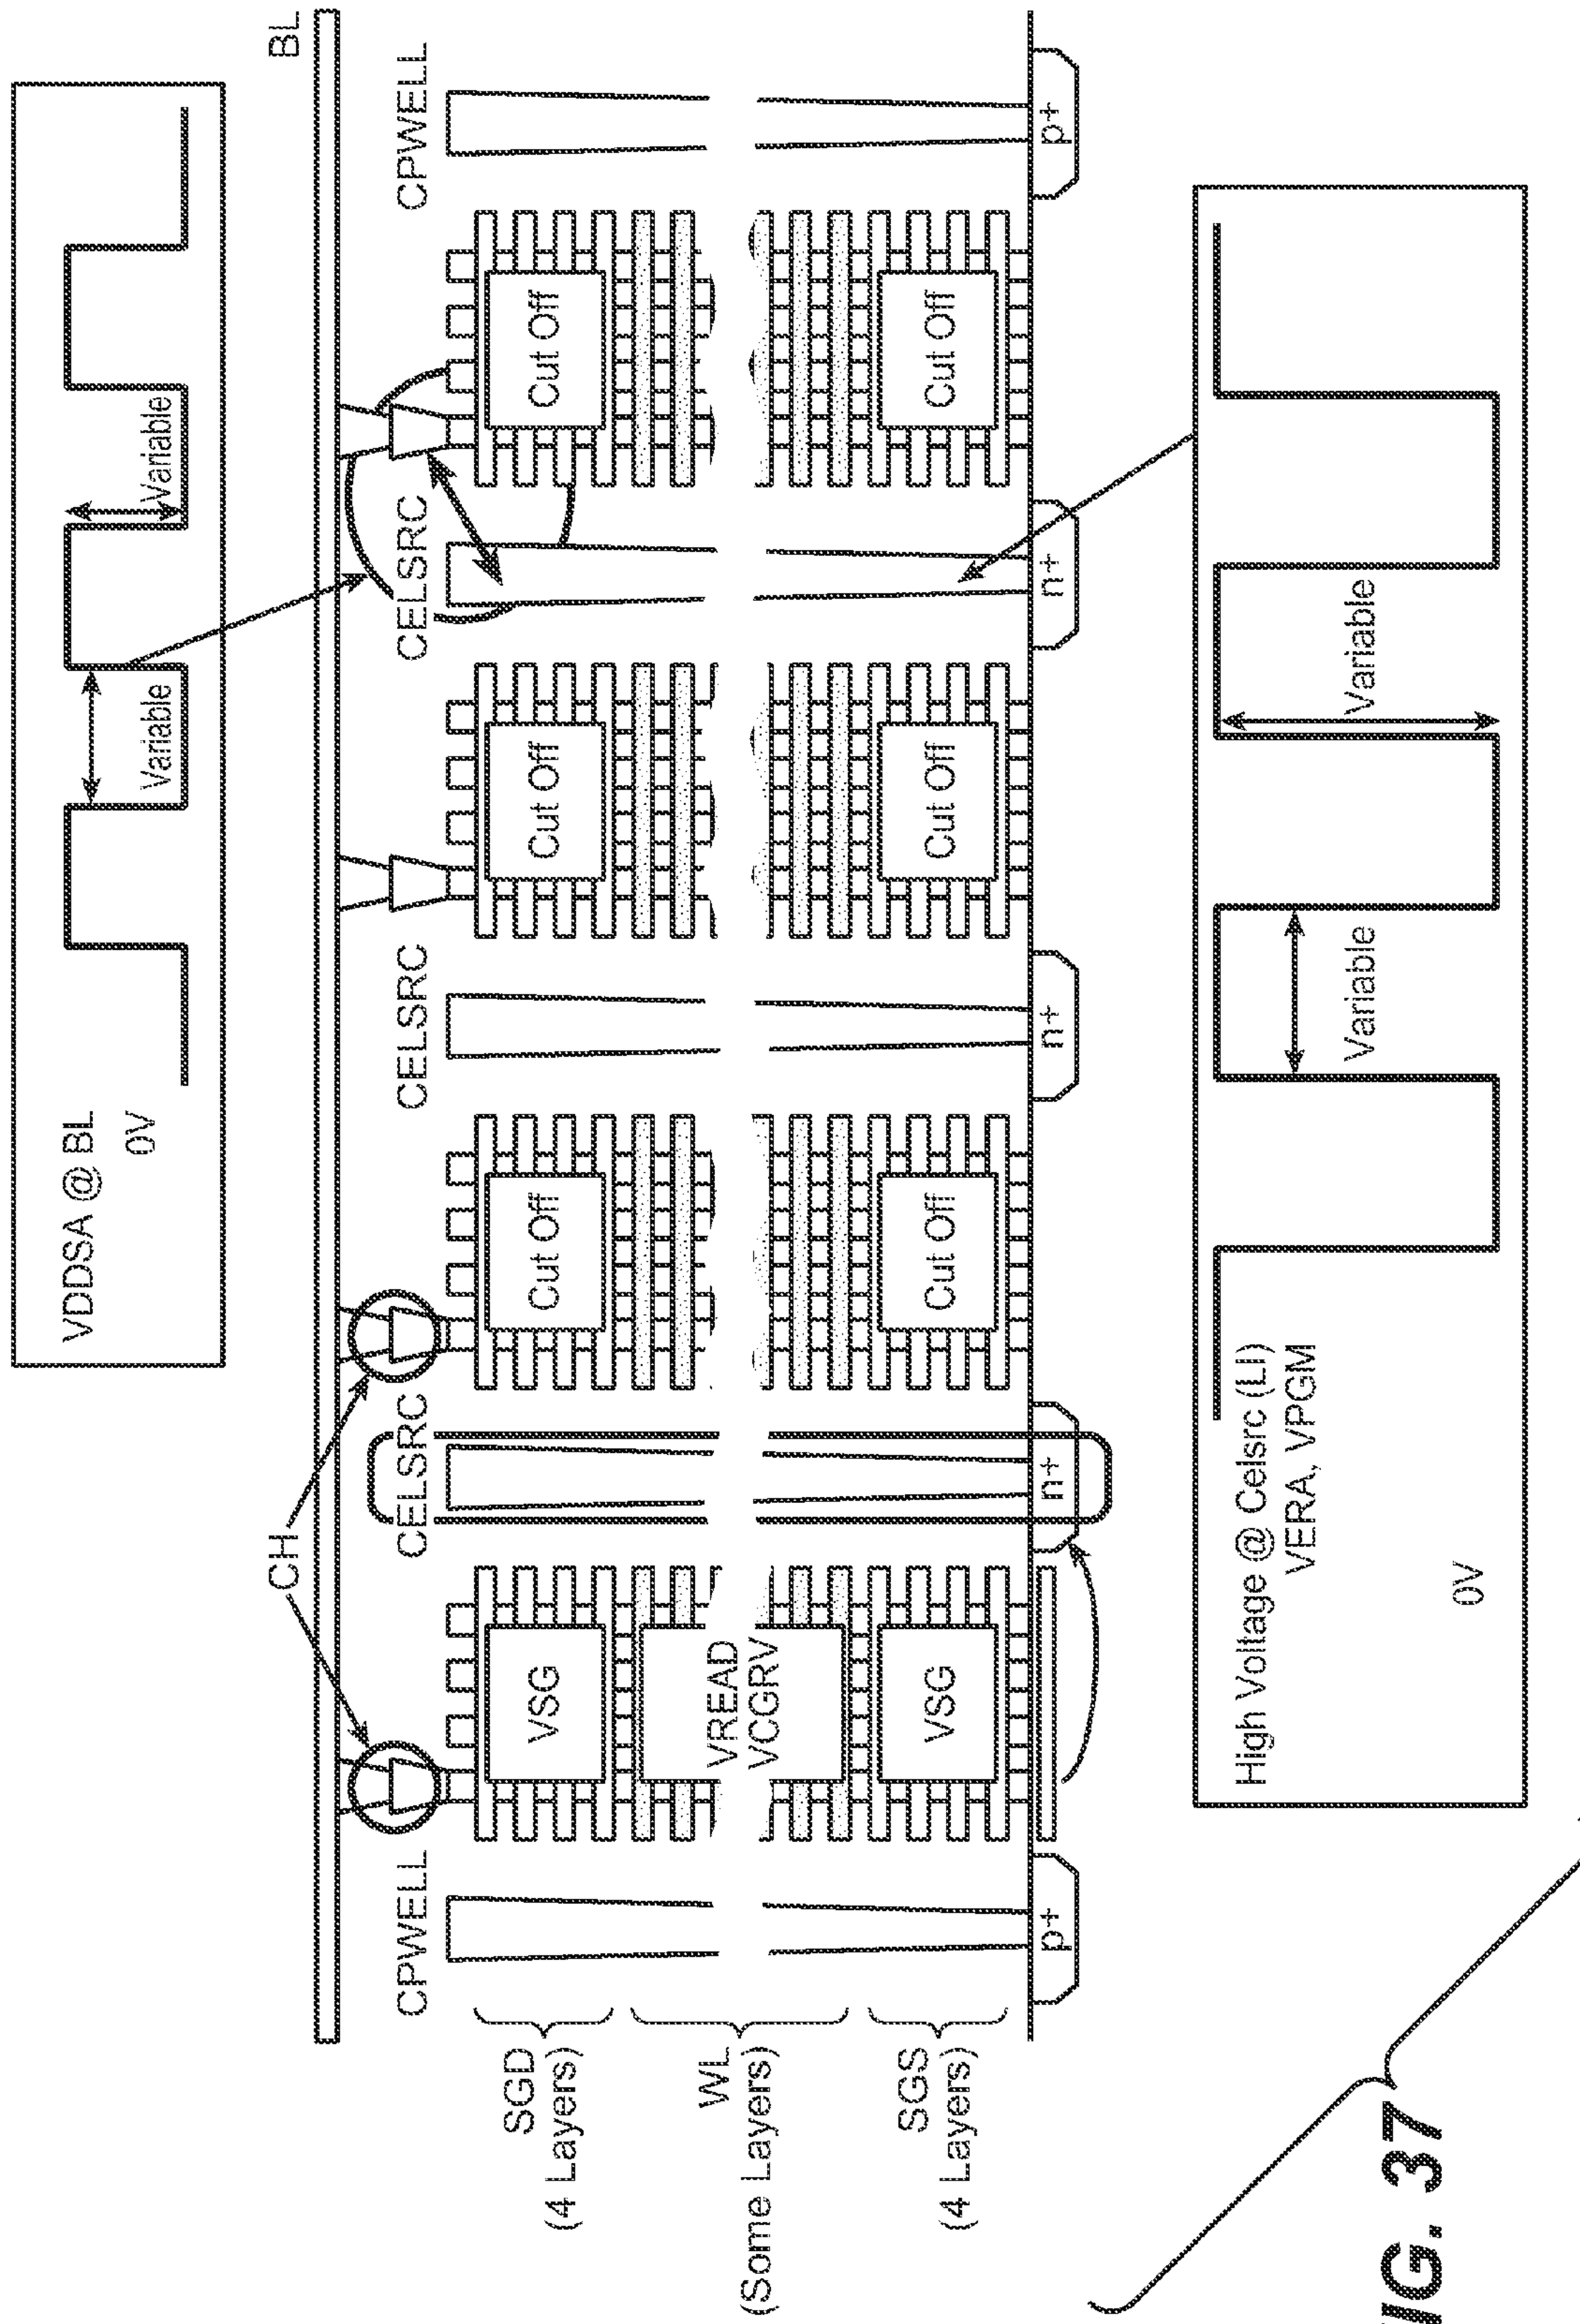 VDDSA @ BL
0V
Variable
Variable
BL
CH
CPWELL
CELSRC
CELSRC
CELSRC
CPWELL
SGD
(4 Layers)
VSG
Cut Off
Cut Off
Cut Off
WL
(Some Layers)
VREAD
VCGRV
SGS
(4 Layers)
VSG
Cut Off
Cut Off
Cut Off
p+
n+
n+
n+
p+
High Voltage @ Celsrc (LI)
VERA, VPGM
0V
Variable
Variable
IG. 37